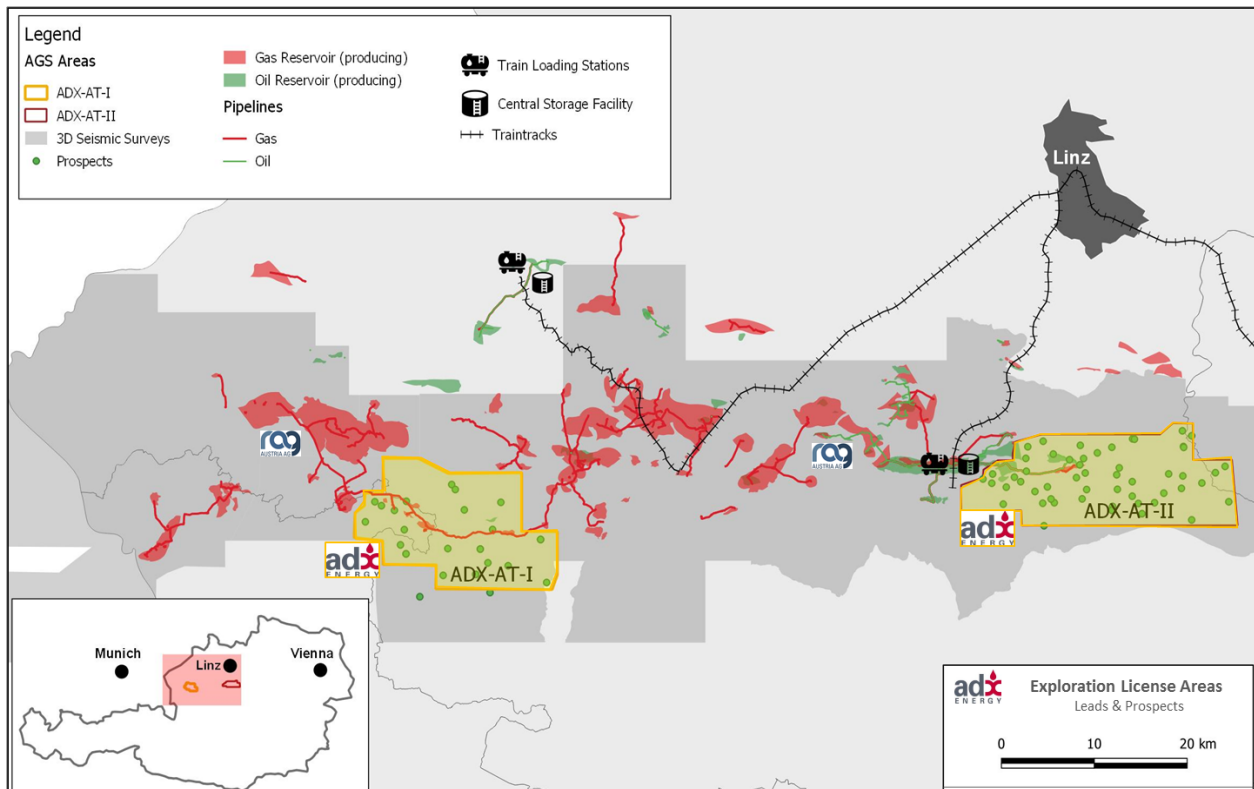 Legend
AGS Areas
ADX-AT-I
ADX-AT-II
3D Seismic Surveys
Prospects
Gas Reservoir (producing)
Oil Reservoir (producing)
Pipelines
Gas
Oil
Train Loading Stations
Central Storage Facility
Traintracks
Linz
rag
AUSTRIA AG
rag
AUSTRIA AG
adx
ENERGY
ADX-AT-I
adx
ENERGY
ADX-AT-II
Munich
Linz
Vienna
adx
ENERGY
Exploration License Areas
Leads & Prospects
0 10 20 km